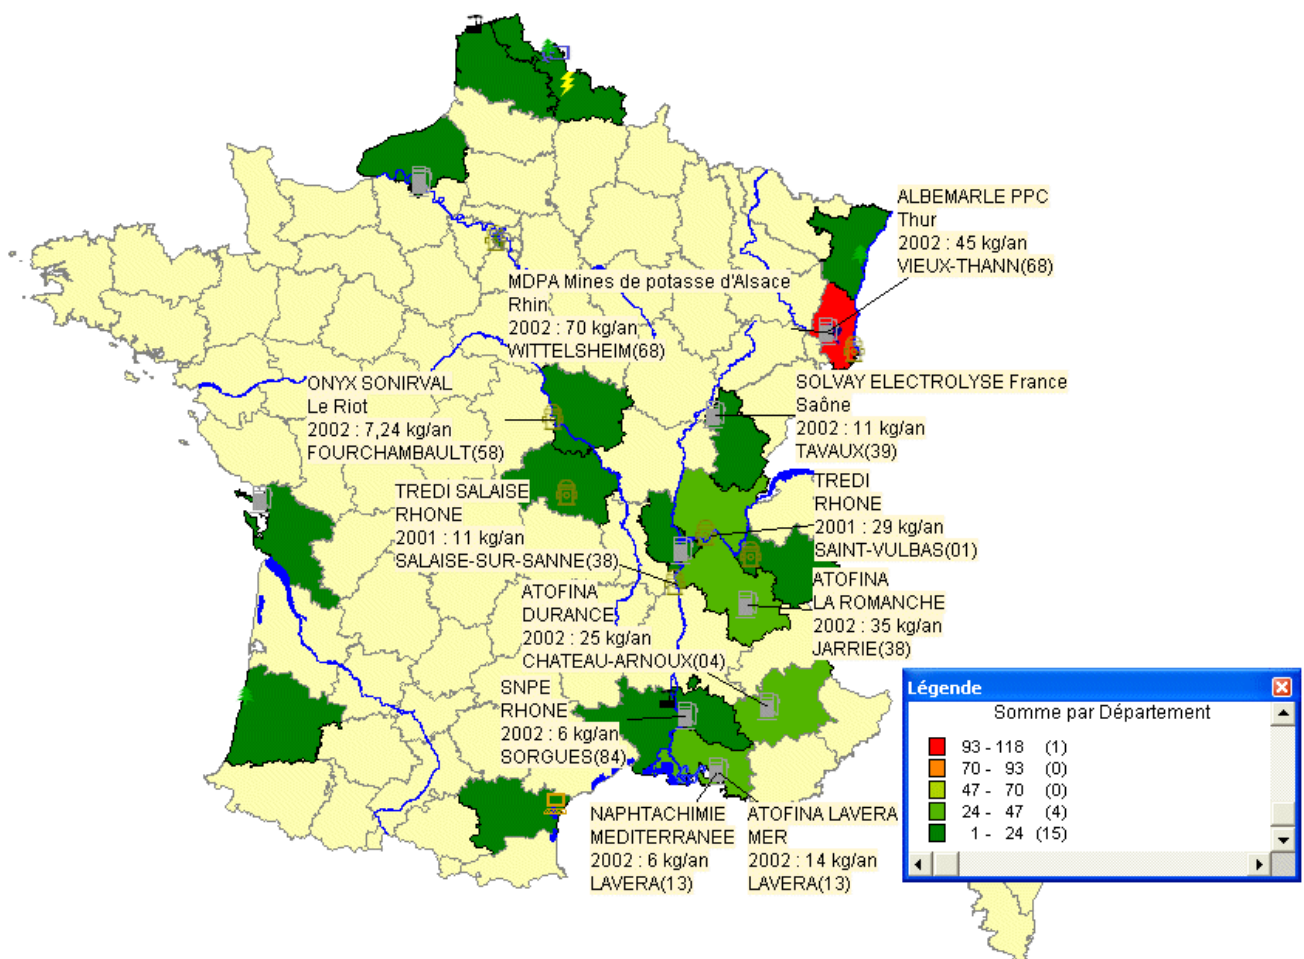 ALBEMARLE PPC
Thur
2002 : 45 kg/an
VIEUX-THANN(68)
MDPA Mines de potasse d'Alsace
Rhin
2002 : 70 kg/an
WITTELSHEIM(68)
ONYX SONIRVAL
Le Riot
2002 : 7,24 kg/an
FOURCHAMBAULT(58)
SOLVAY ELECTROLYSE France
Saône
2002 : 11 kg/an
TAVAUX(39)
TREDI SALAISE
RHONE
2001 : 11 kg/an
SALAISE-SUR-SANNE(38)
TREDI
RHONE
2001 : 29 kg/an
SAINT-VULBAS(01)
ATOFINA
DURANCE
2002 : 25 kg/an
CHATEAU-ARNOUX(04)
ATOFINA
LA ROMANCHE
2002 : 35 kg/an
JARRIE(38)
SNPE
RHONE
2002 : 6 kg/an
SORGUES(84)
NAPHTACHIMIE
MEDITERRANEE
2002 : 6 kg/an
LAVERA(13)
ATOFINA LAVERA
MER
2002 : 14 kg/an
LAVERA(13)
Légende
Somme par Département
93 - 118 (1)
70 - 93 (0)
47 - 70 (0)
24 - 47 (4)
1 - 24 (15)